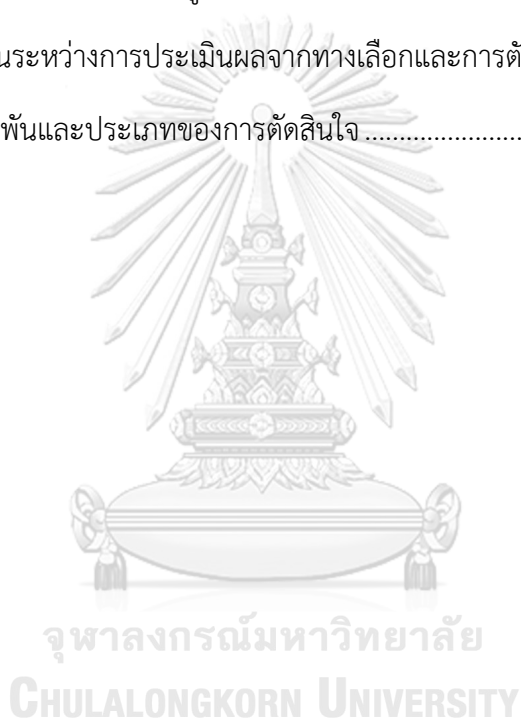 นระหว่างการประเมินผลจากทางเลือกและการตั
พันและประเภทของการตัดสินใจ .......................
จุฬาลงกรณ์มหาวิทยาลัย
CHULALONGKORN UNIVERSITY